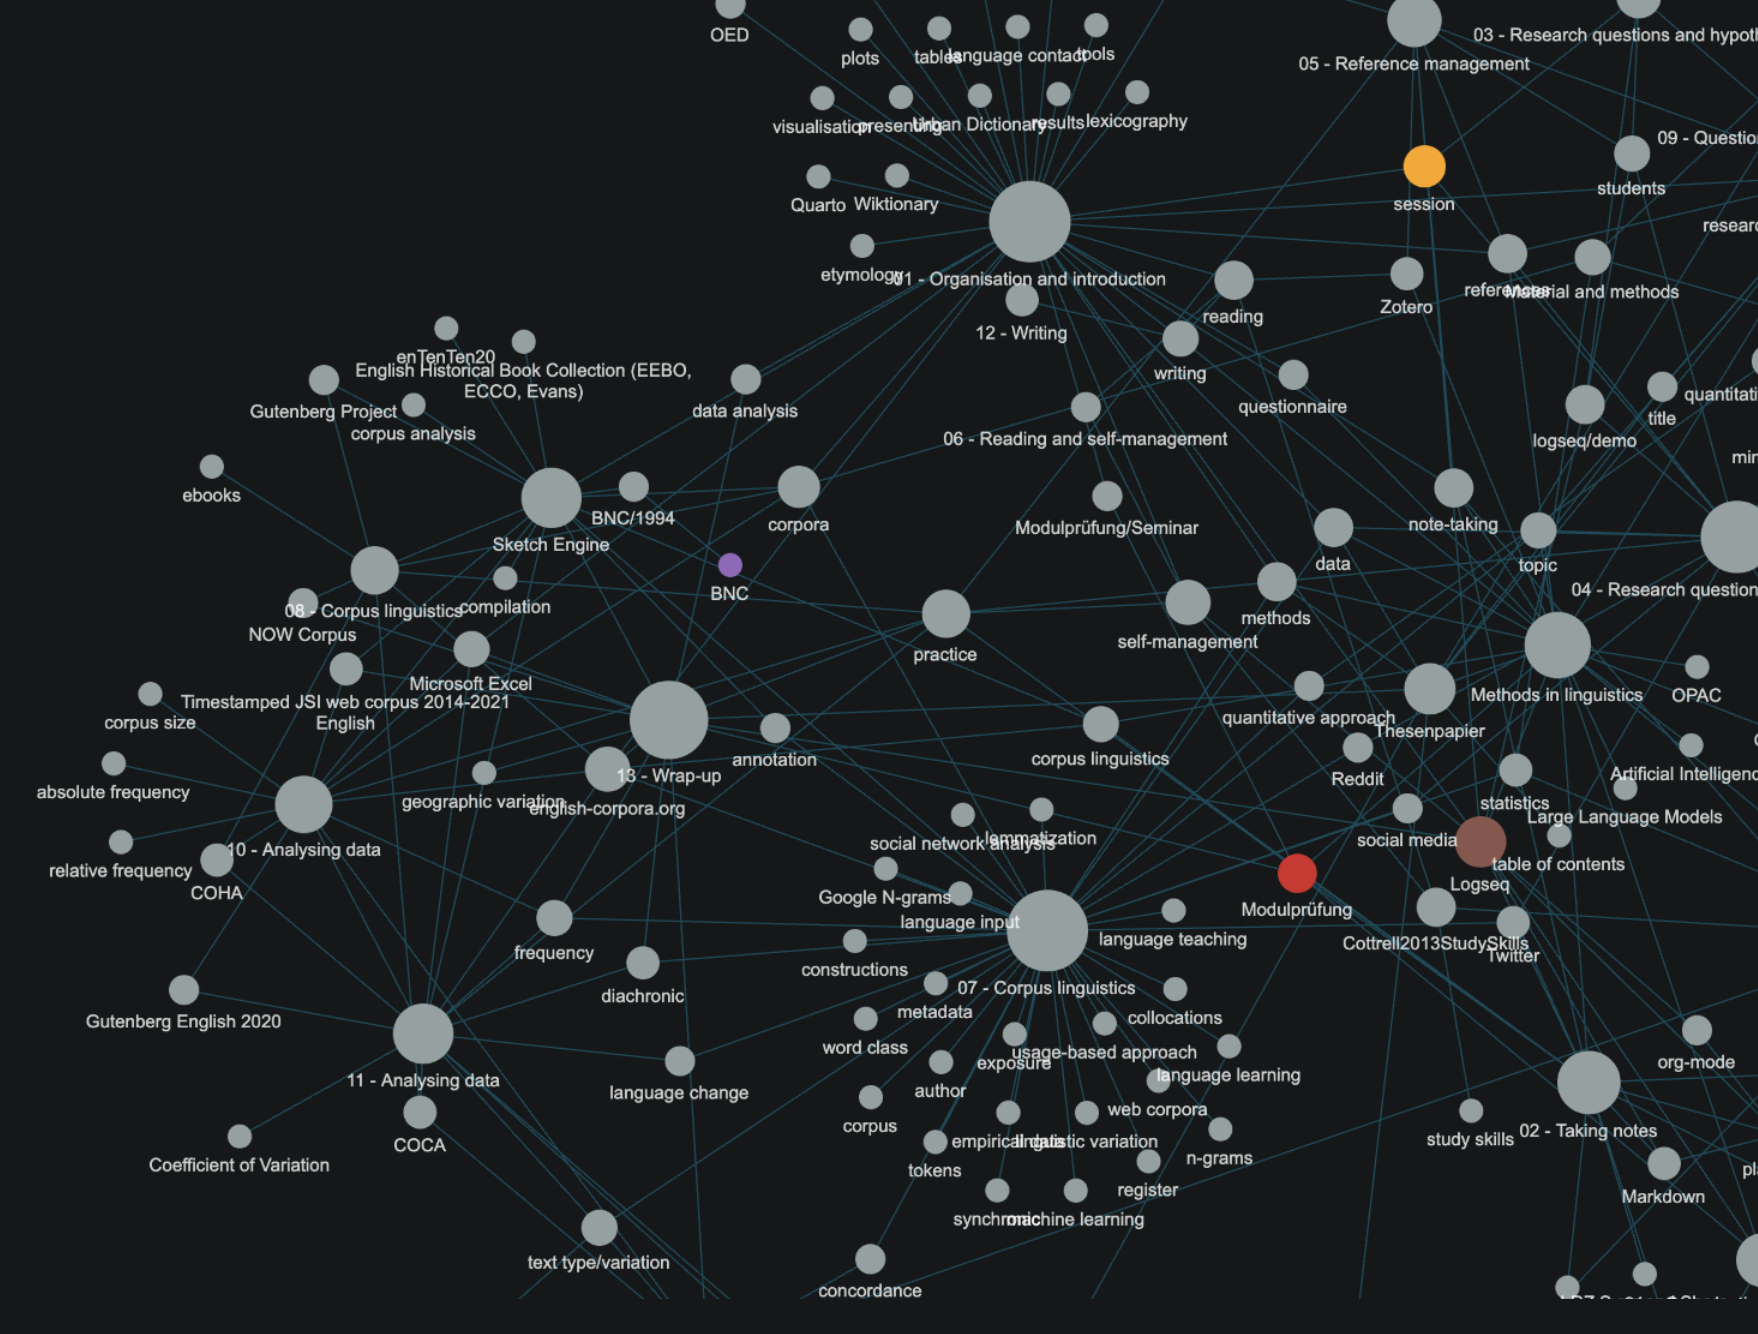 OED
plots
tables
language contact
tools
03 - Research questions and
05 - Reference management
visualisation
presenting
Urban Dictionary
results
lexicography
09 -
students
Quarto
Wiktionary
session
etymology
01 - Organisation and introduction
references
Material and methods
Zotero
reading
12 - Writing
enTenTen20
English Historical Book Collection (EEBO,
ECCO, Evans)
writing
Gutenberg Project
corpus analysis
data analysis
questionnaire
06 - Reading and self-management
title
logseq/demo
ebooks
BNC/1994
corpora
Modulprüfung/Seminar
note-taking
Sketch Engine
data
topic
BNC
04 - Research
08 - Corpus linguistics
compilation
NOW Corpus
methods
self-management
practice
Microsoft Excel
Timestamped JSI web corpus 2014-2021
English
Methods in linguistics
OPAC
corpus size
quantitative approach
Thesenpapier
annotation
corpus linguistics
13 - Wrap-up
Reddit
Artificial
absolute frequency
geographic variation
english-corpora.org
statistics
Large Language Models
social network analysis
lemmatization
social media
10 - Analysing data
table of contents
relative frequency
COHA
Logseq
Google N-grams
language input
Modulprüfung
language teaching
Cottrell2013StudySkills
Twitter
frequency
constructions
diachronic
07 - Corpus linguistics
metadata
collocations
Gutenberg English 2020
word class
exposure
usage-based approach
org-mode
language learning
11 - Analysing data
language change
author
web corpora
corpus
COCA
empirical data
linguistic variation
study skills
02 - Taking notes
Coefficient of Variation
tokens
n-grams
register
Markdown
synchronic
machine learning
text type/variation
concordance